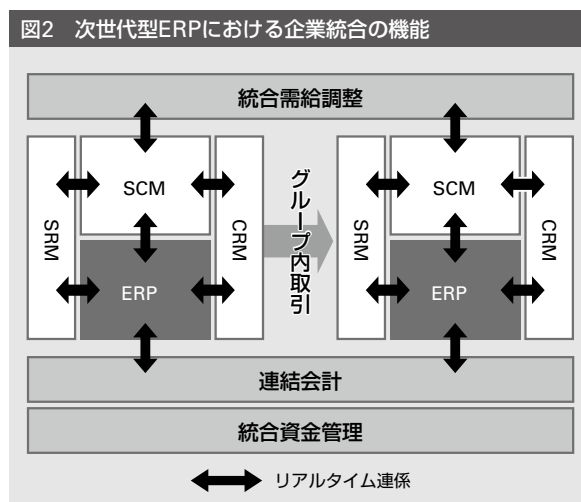 図2 次世代型ERPにおける企業統合の機能
統合需給調整
SRM
SCM
CRM
ERP
グループ内取引
SRM
SCM
CRM
ERP
連結会計
統合資金管理
リアルタイム連係